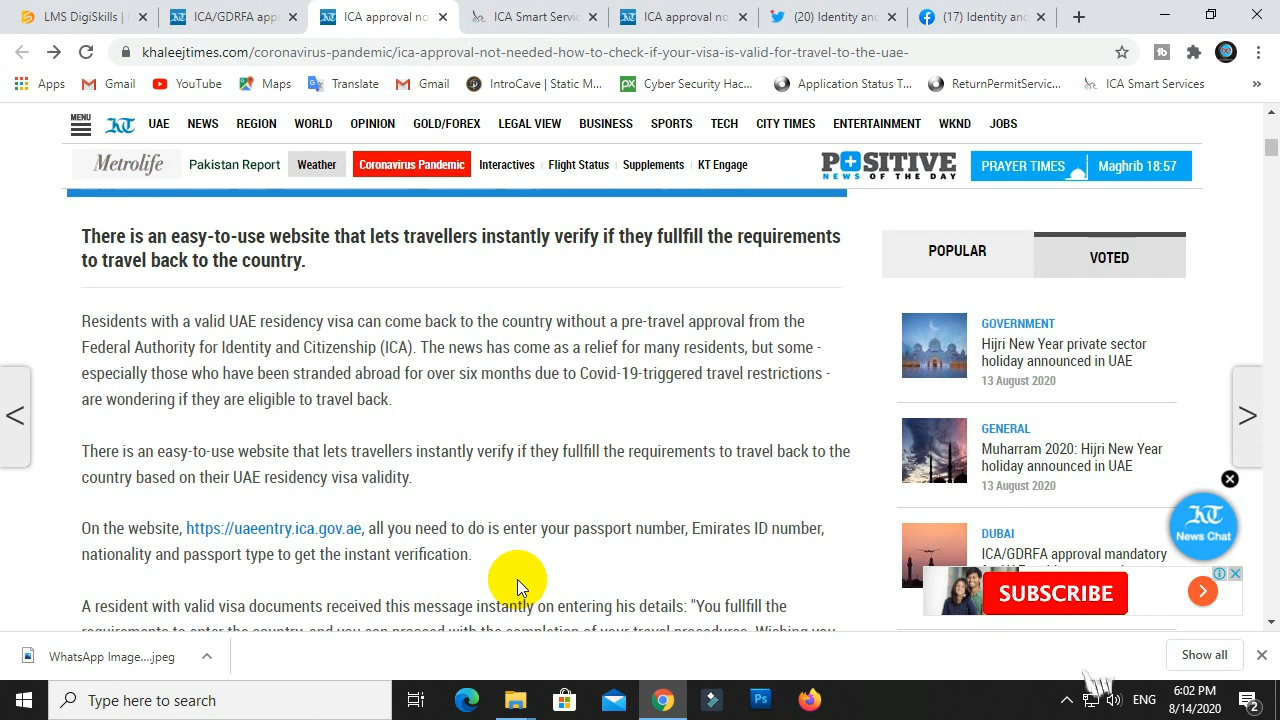 LMS DigiSkills
ICA/GDRFA app
ICA approval no
ICA Smart Servic
ICA approval no
(20) Identity an
(17) Identity an
khaleejtimes.com/coronavirus-pandemic/ica-approval-not-needed-how-to-check-if-your-visa-is-valid-for-travel-to-the-uae-
Apps
Gmail
YouTube
Maps
Translate
Gmail
IntroCave | Static M...
Cyber Security Hac...
Application Status T...
ReturnPermitServic...
ICA Smart Services
MENU
KT
UAE NEWS REGION WORLD OPINION GOLD/FOREX LEGAL VIEW BUSINESS SPORTS TECH CITY TIMES ENTERTAINMENT WKND JOBS
Metrolife
Pakistan Report
Weather
Coronavirus Pandemic
Interactives
Flight Status
Supplements
KT Engage
POSITIVE
NEWS OF THE DAY
PRAYER TIMES
Maghrib 18:57
There is an easy-to-use website that lets travellers instantly verify if they fullfill the requirements
to travel back to the country.
Residents with a valid UAE residency visa can come back to the country without a pre-travel approval from the
Federal Authority for Identity and Citizenship (ICA). The news has come as a relief for many residents, but some -
especially those who have been stranded abroad for over six months due to Covid-19-triggered travel restrictions -
are wondering if they are eligible to travel back.
There is an easy-to-use website that lets travellers instantly verify if they fullfill the requirements to travel back to the
country based on their UAE residency visa validity.
On the website, https://uaeentry.ica.gov.ae, all you need to do is enter your passport number, Emirates ID number,
nationality and passport type to get the instant verification.
A resident with valid visa documents received this message instantly on entering his details: "You fullfill the
requirements to enter the country, and you can proceed with the completion of your travel procedures. Wishing you
<
>
POPULAR
VOTED
GOVERNMENT
Hijri New Year private sector
holiday announced in UAE
13 August 2020
GENERAL
Muharram 2020: Hijri New Year
holiday announced in UAE
13 August 2020
DUBAI
ICA/GDRFA approval mandatory
KT
News Chat
SUBSCRIBE
WhatsApp Image....jpeg
Show all
Type here to search
Ps
ENG
6:02 PM
8/14/2020
2